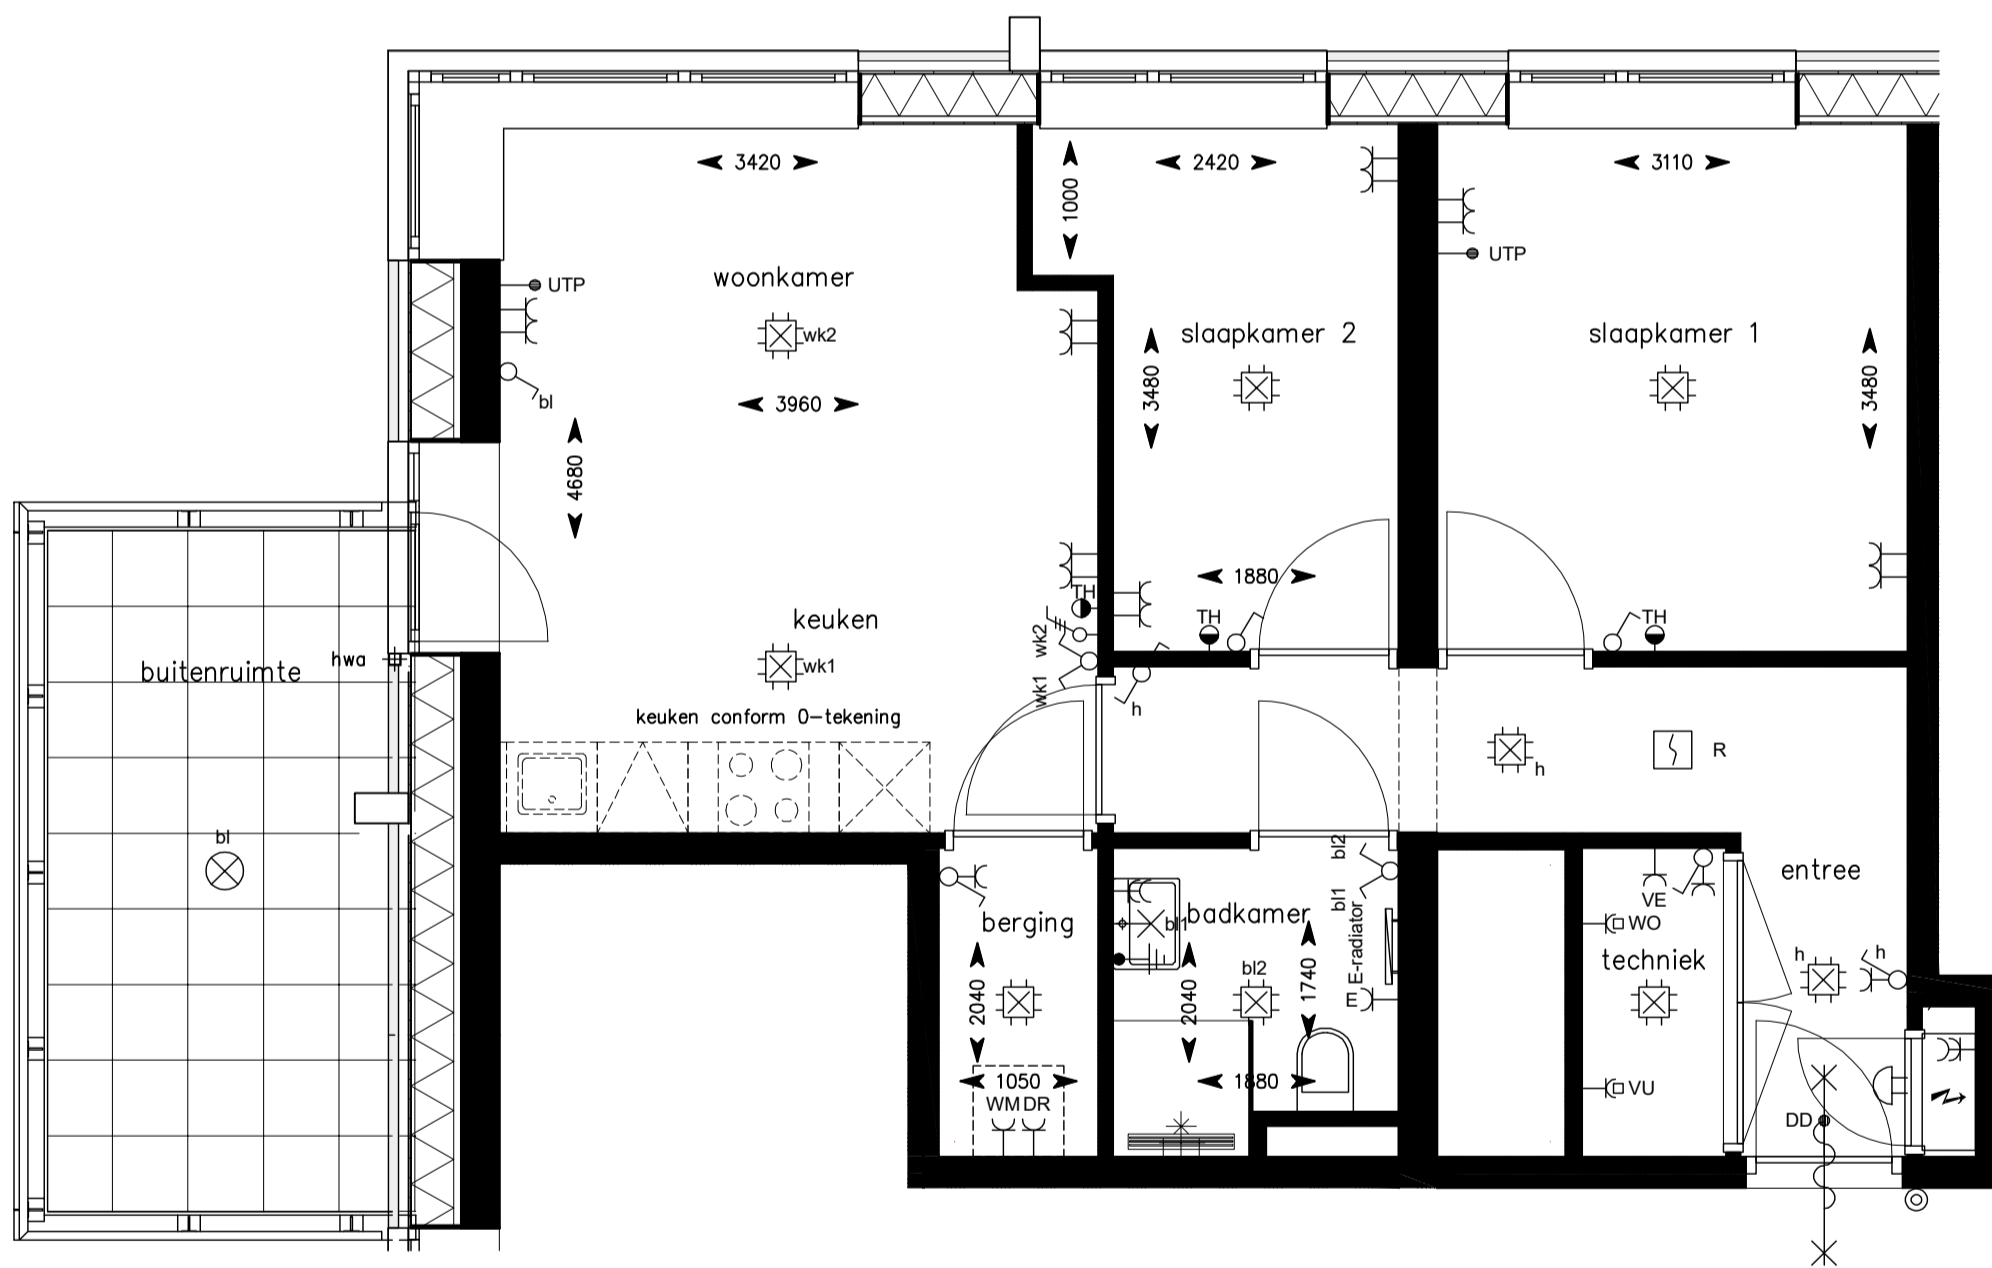 3420
2420
3110
1000
UTP
woonkamer
UTP
wk2
slaapkamer 2
slaapkamer 1
3480
3480
bl
3960
4680
1880
TH
keuken
TH
TH
wk2
hwa
buitenruimte
wk1
wk1
h
keuken conform 0-tekening
R
h
bl
bl2
entree
bl1
VE
berging
bl1
badkamer
WO
E-radiator
techniek
h
h
2040
2040
bl2
1740
E
1050
1880
WM DR
VU
DD